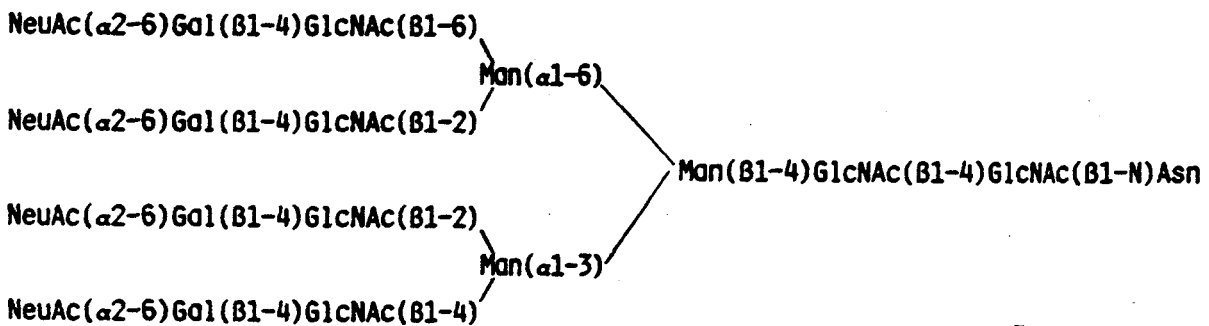 NeuAc(α2-6)Gal(β1-4)GlcNAc(β1-6)
Man(α1-6)
NeuAc(α2-6)Gal(β1-4)GlcNAc(β1-2)
Man(β1-4)GlcNAc(β1-4)GlcNAc(β1-N)Asn
NeuAc(α2-6)Gal(β1-4)GlcNAc(β1-2)
Man(α1-3)
NeuAc(α2-6)Gal(β1-4)GlcNAc(β1-4)